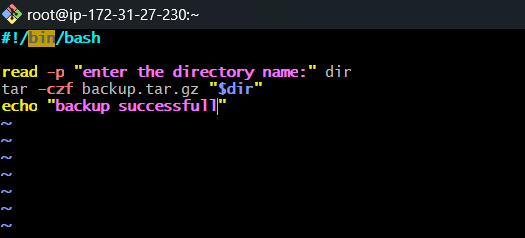 root@ip-172-31-27-230:~
#!/bin/bash
read -p "enter the directory name:" dir
tar -czf backup.tar.gz "$dir"
echo "backup successfull"
~
~
~
~
~
~
~